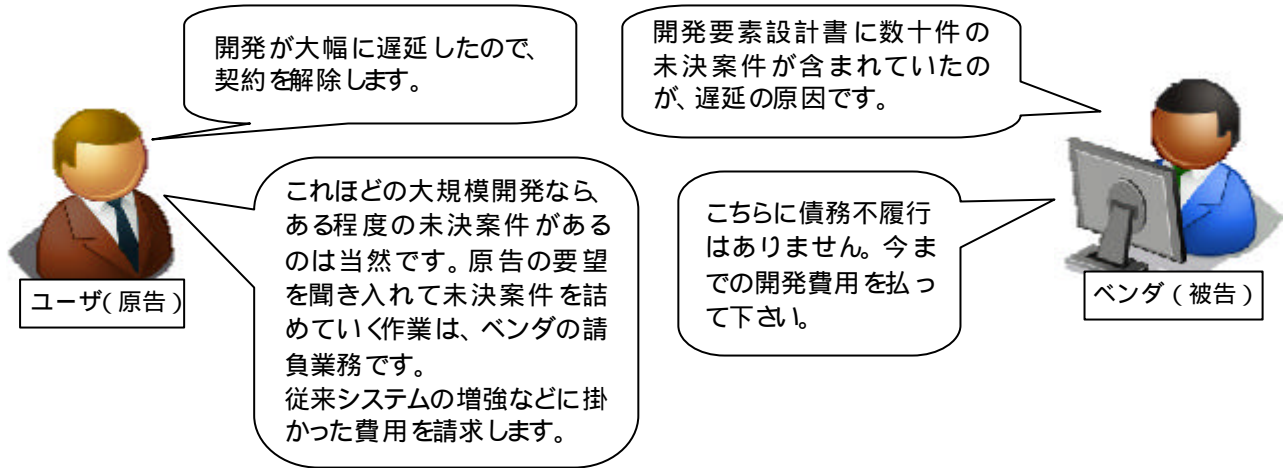 開発が大幅に遅延したので、
契約を解除します。
開発要素設計書に数十件の
未決案件が含まれていたの
が、遅延の原因です。
これほどの大規模開発なら、
ある程度の未決案件がある
のは当然です。原告の要望
を聞き入れて未決案件を詰
めていく作業は、ベンダの請
負業務です。
従来システムの増強などに掛
かった費用を請求します。
こちらに債務不履行
はありません。今ま
での開発費用を払っ
て下さい。
ユーザ(原告)
ベンダ(被告)